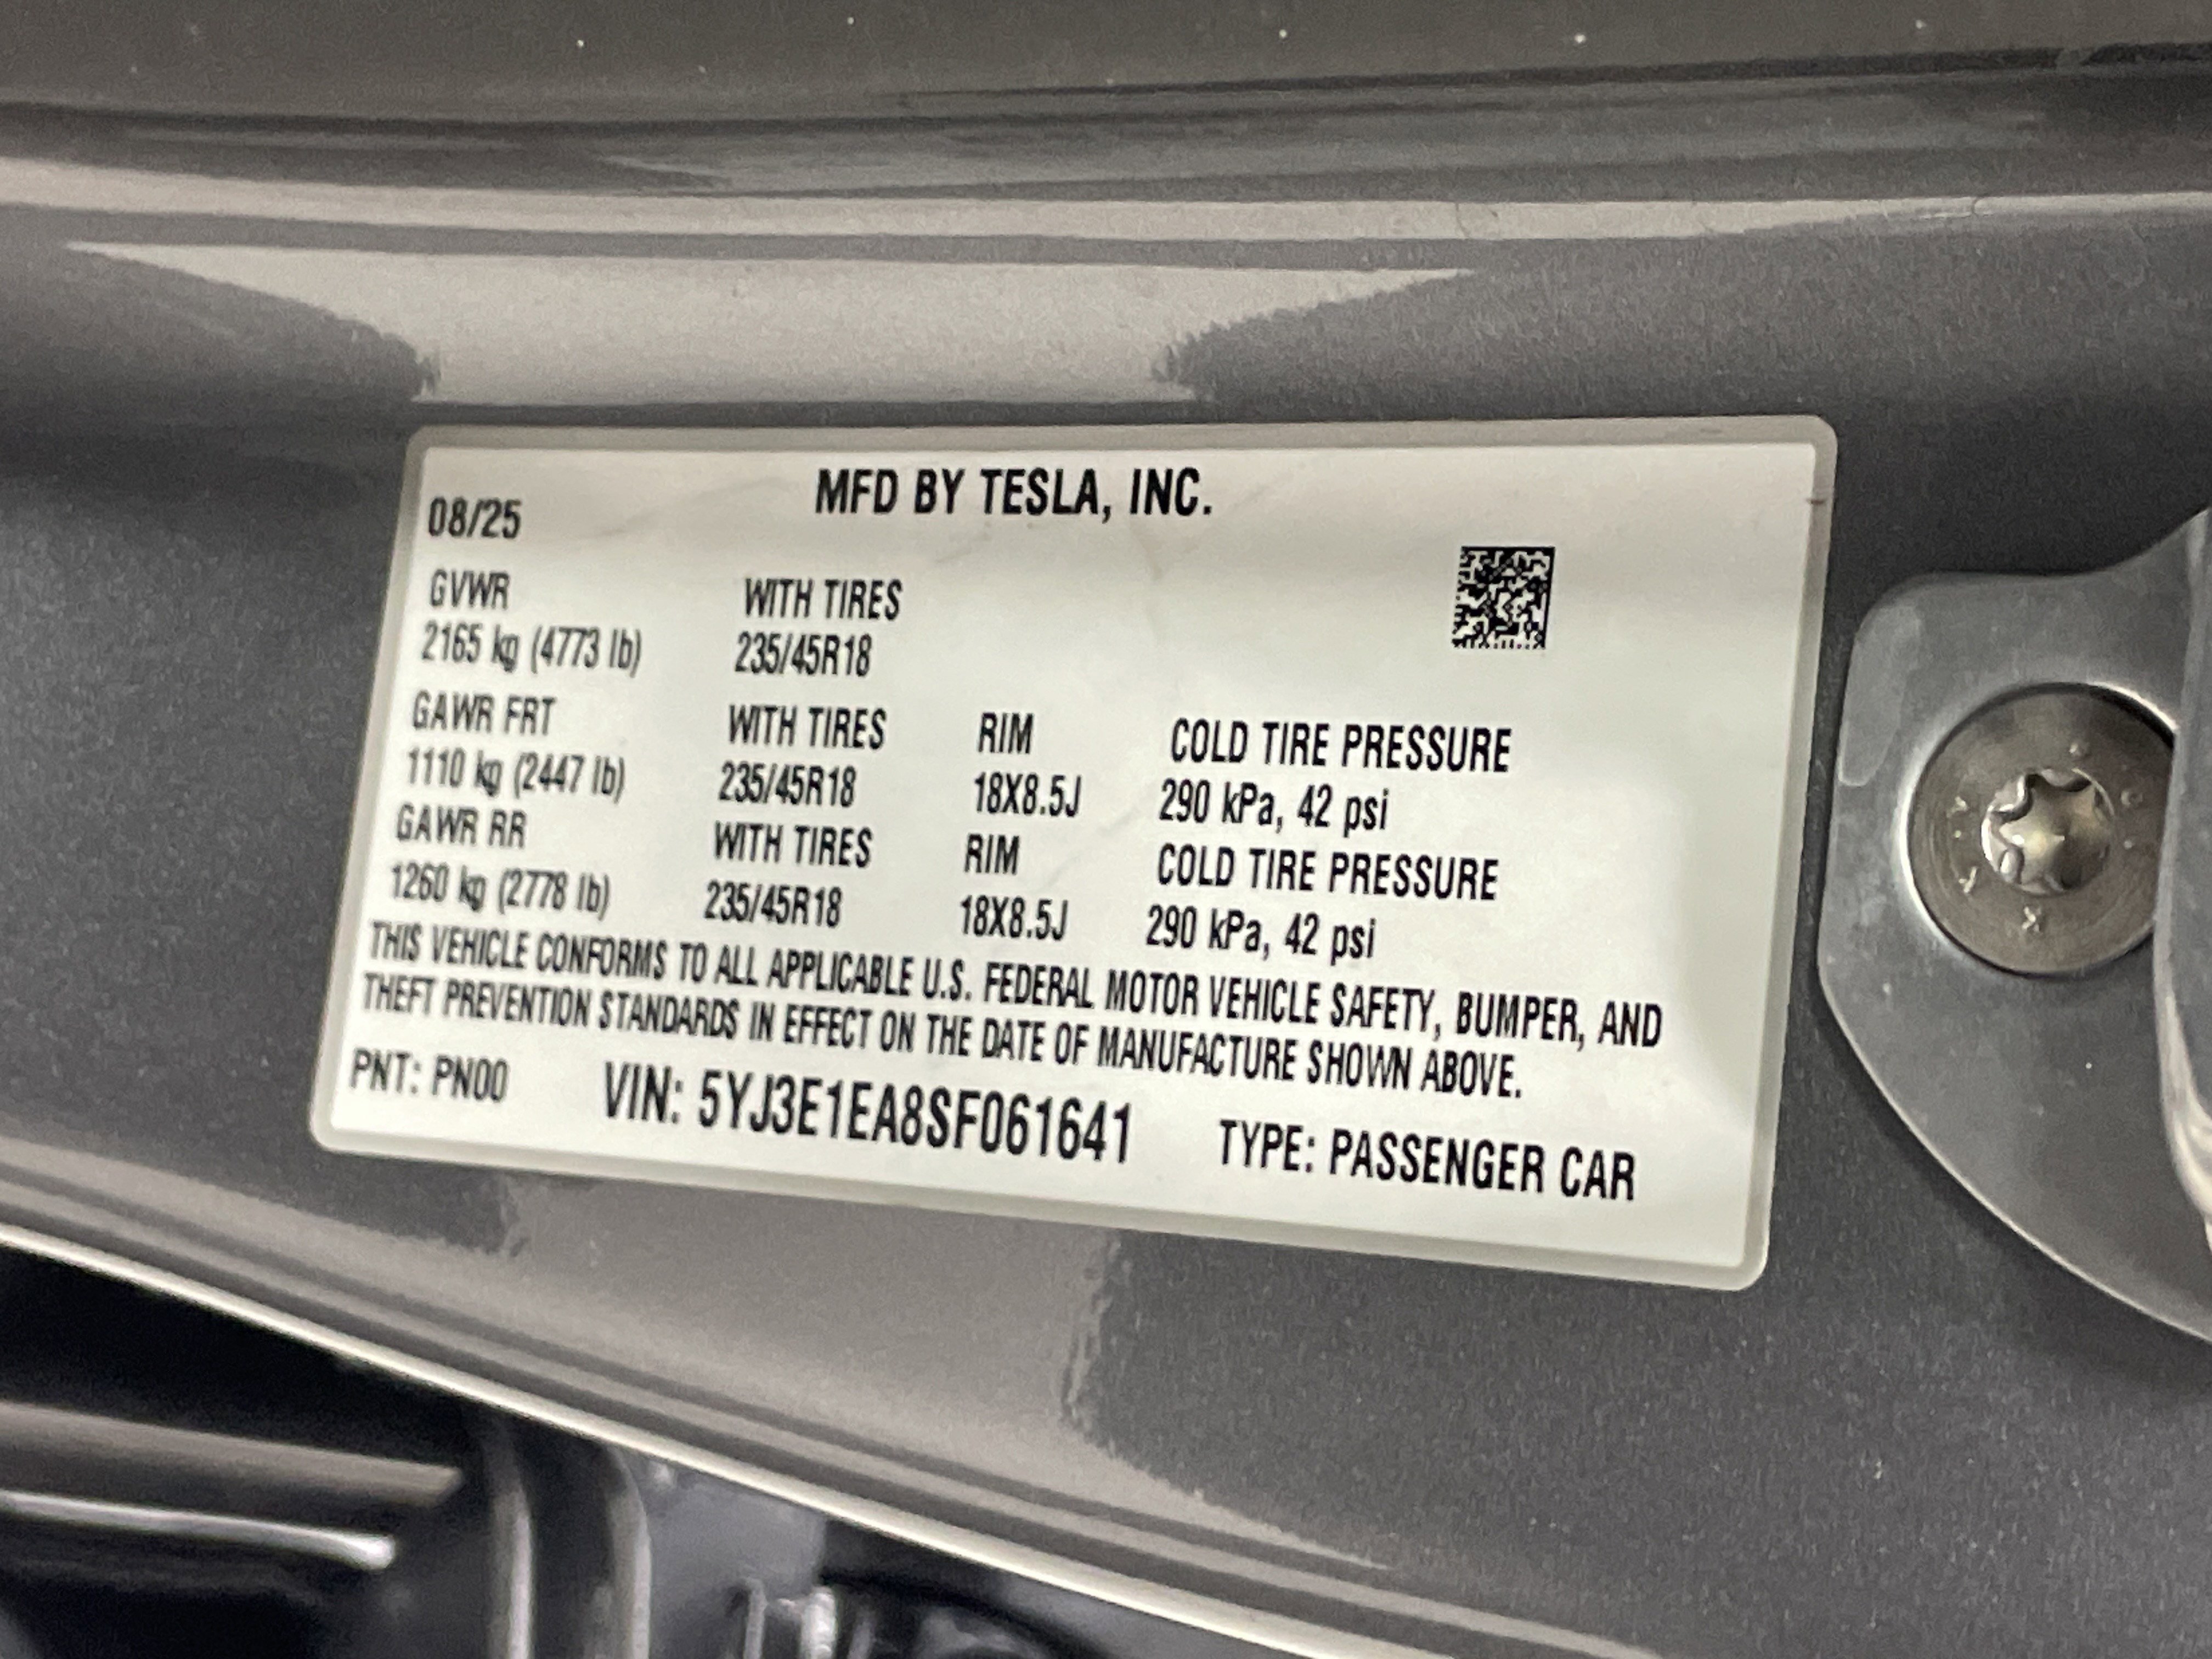 MFD BY TESLA, INC.
08/25
GVWR WITH TIRES
2165 kg (4773 lb) 235/45R18
GAWR FRT WITH TIRES RIM COLD TIRE PRESSURE
1110 kg (2447 lb) 235/45R18 18X8.5J 290 kPa, 42 psi
GAWR RR WITH TIRES RIM COLD TIRE PRESSURE
1260 kg (2778 lb) 235/45R18 18X8.5J 290 kPa, 42 psi
THIS VEHICLE CONFORMS TO ALL APPLICABLE U.S. FEDERAL MOTOR VEHICLE SAFETY, BUMPER, AND
THEFT PREVENTION STANDARDS IN EFFECT ON THE DATE OF MANUFACTURE SHOWN ABOVE.
PNT: PN00 VIN: 5YJ3E1EA8SF061641 TYPE: PASSENGER CAR